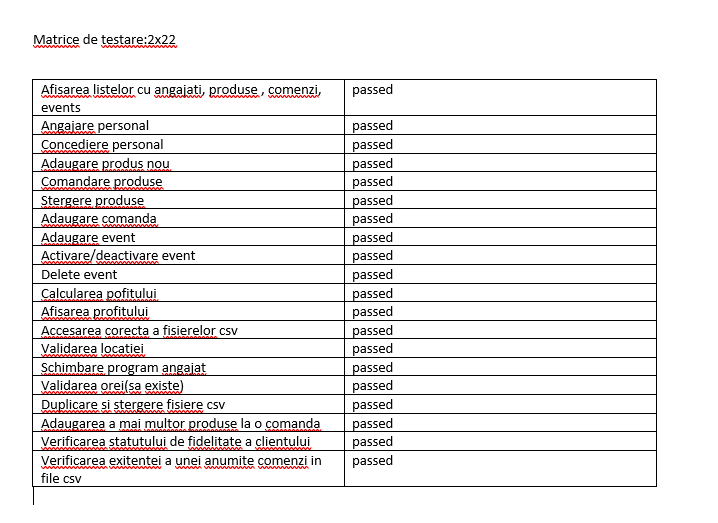 Matrice de testare:2x22
Afisarea listelor cu angajati, produse , comenzi, passed
events
Angajare personal passed
Concediere personal passed
Adaugare produs nou passed
Comandare produse passed
Stergere produse passed
Adaugare comanda passed
Adaugare event passed
Activare/deactivare event passed
Delete event passed
Calcularea pofitului passed
Afisarea profitului passed
Accesarea corecta a fisierelor csv passed
Validarea locatiei passed
Schimbare program angajat passed
Validarea orei(sa existe) passed
Duplicare si stergere fisiere csv passed
Adaugarea a mai multor produse la o comanda passed
Verificarea statutului de fidelitate a clientului passed
Verificarea exitentei a unei anumite comenzi in passed
file csv